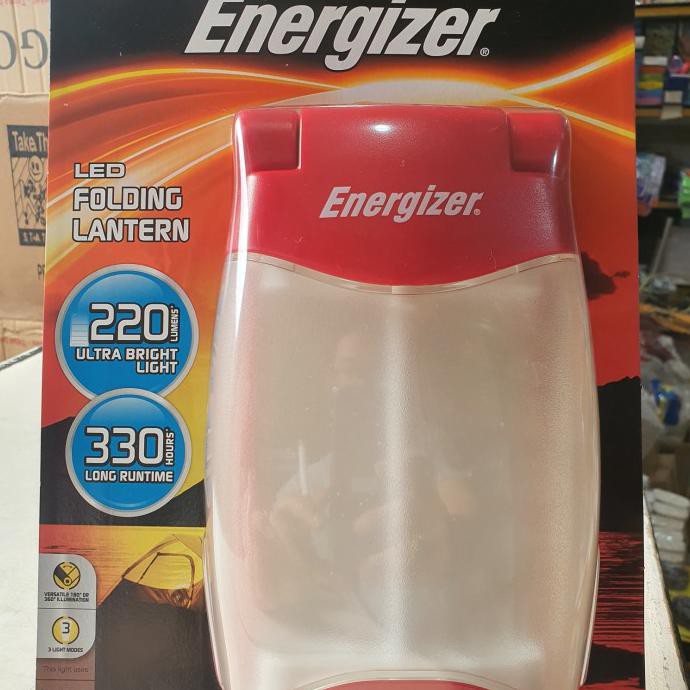 Energizer®
LED
FOLDING
LANTERN
Energizer®
220 LUMENS*
ULTRA BRIGHT
LIGHT
330 HOURS*
LONG RUNTIME
VERSATILE 180° OR
360° ILLUMINATION
3
3 LIGHT MODES
This light uses
Take Th